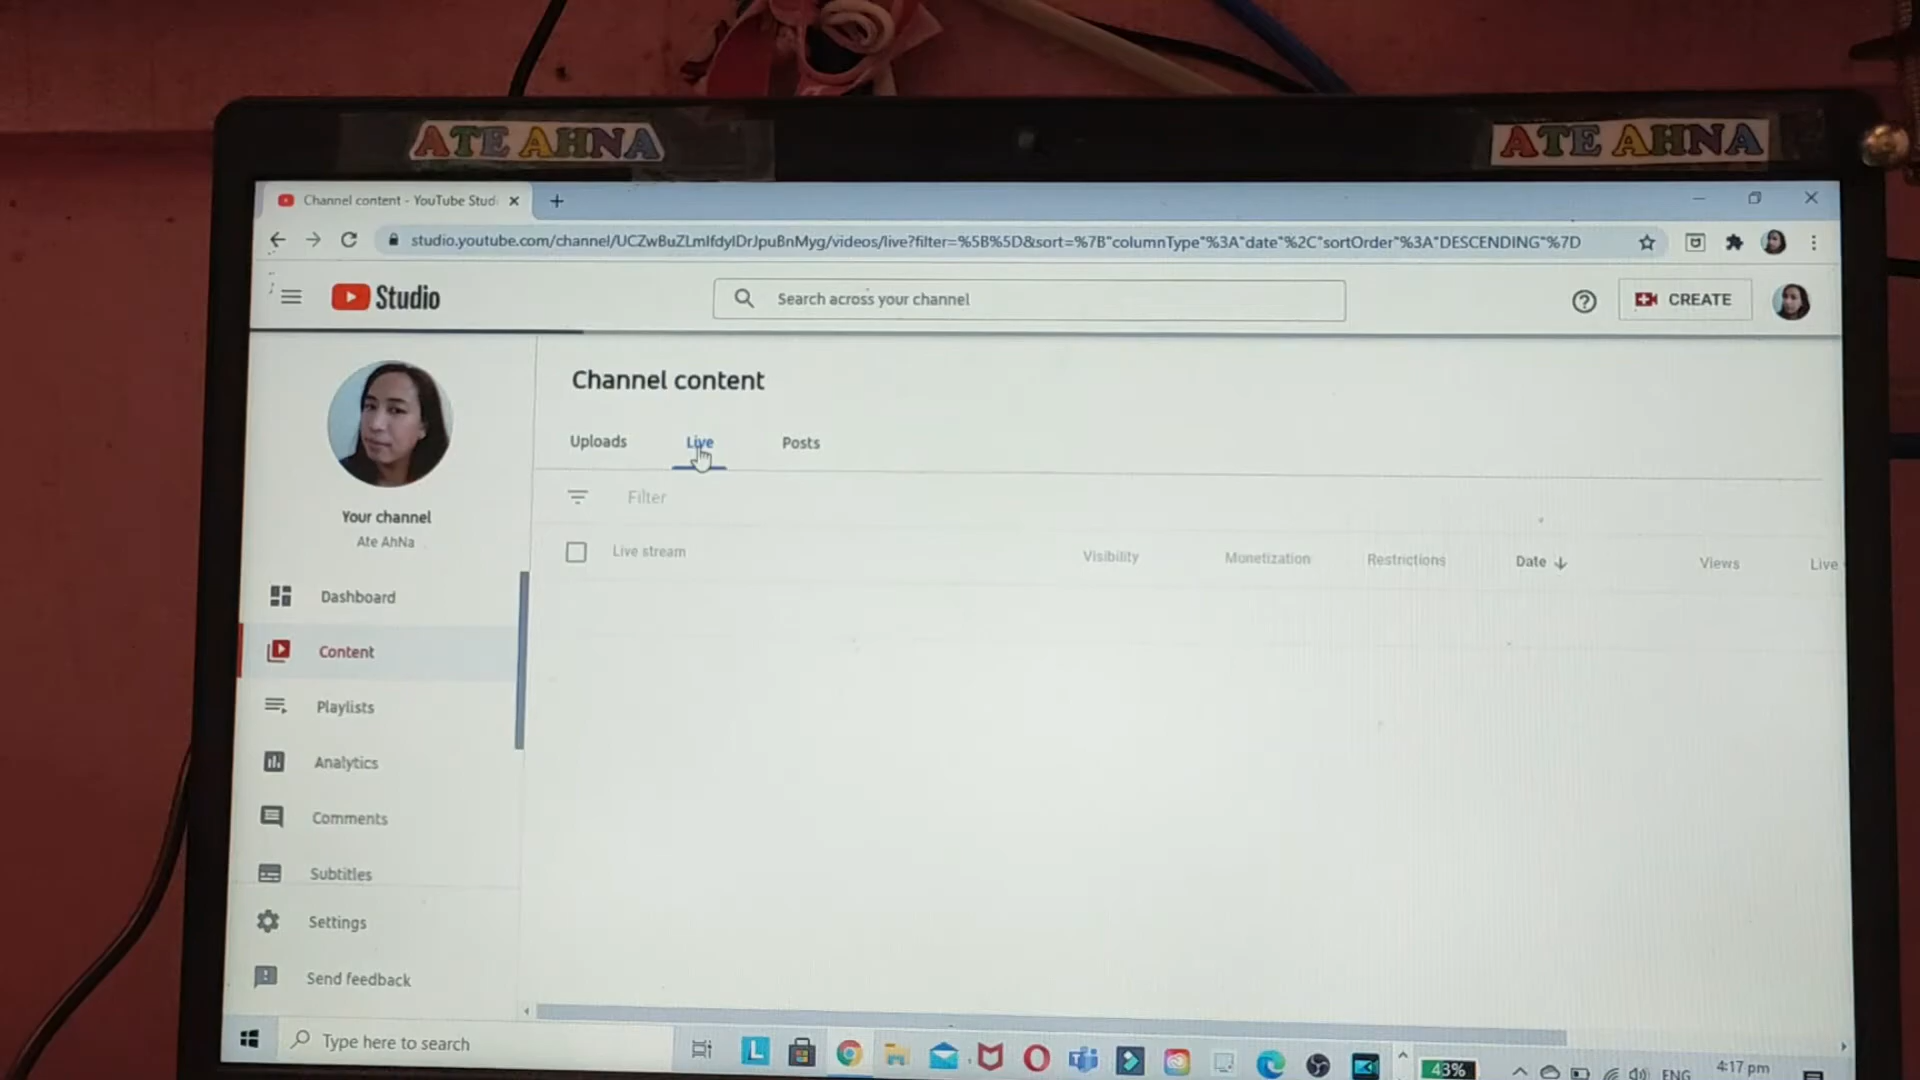 ATE AHNA
ATE AHNA
Channel content - YouTube Stud
studio.youtube.com/channel/UCZwBuZLmIfdyIDrJpuBnMyg/videos/live?filter=%5B%5D&sort=%7B"columnType"%3A"date"%2C"sortOrder"%3A"DESCENDING"%7D
Studio
Search across your channel
CREATE
Channel content
Uploads
Live
Posts
Your channel
Ate AhNa
Filter
Live stream
Visibility
Monetization
Restrictions
Date
Views
Live
Dashboard
Content
Playlists
Analytics
Comments
Subtitles
Settings
Send feedback
Type here to search
L
43%
ENG
4:17 pm